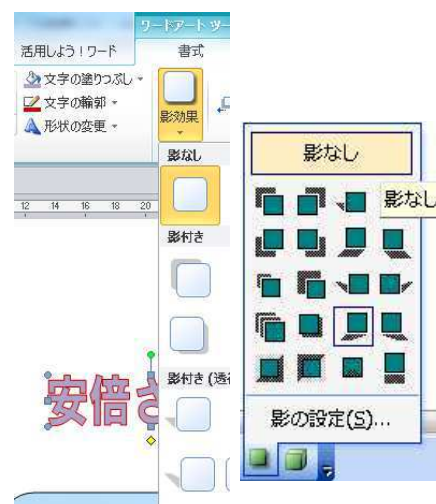 ワードアート ツー
活用しよう!ワード
書式
文字の塗りつぶし
文字の輪郭
形状の変更
影効果
影なし
12 14 16 18 20
影付き
影付き (透
安倍さ
影なし
影なし
影の設定(S)...